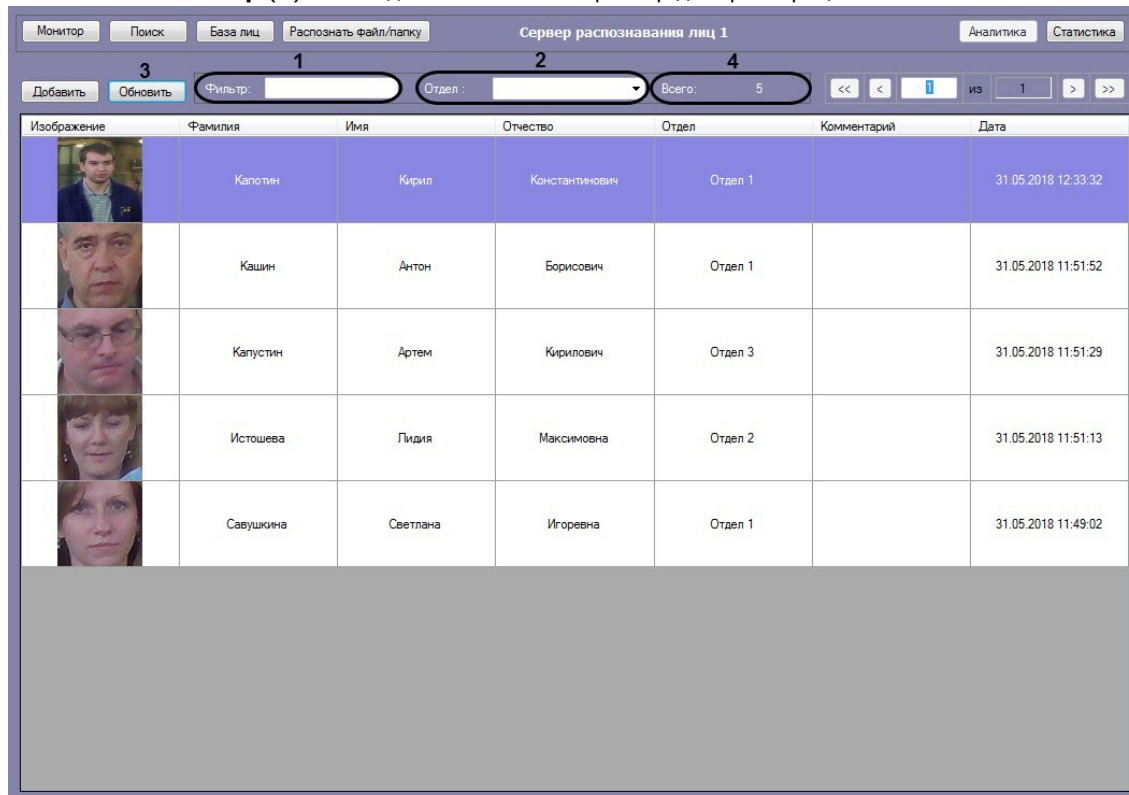 Монитор Поиск База лиц Распознать файл/папку Сервер распознавания лиц 1 Аналитика Статистика
3 1 2 4
Добавить Обновить Фильтр: Отдел : Всего: 5 << < 1 из 1 > >>
Изображение Фамилия Имя Отчество Отдел Комментарий Дата
Капотин Кирил Константинович Отдел 1 31.05.2018 12:33:32
Кашин Антон Борисович Отдел 1 31.05.2018 11:51:52
Капустин Артем Кирилович Отдел 3 31.05.2018 11:51:29
Истошева Лидия Максимовна Отдел 2 31.05.2018 11:51:13
Савушкина Светлана Игоревна Отдел 1 31.05.2018 11:49:02